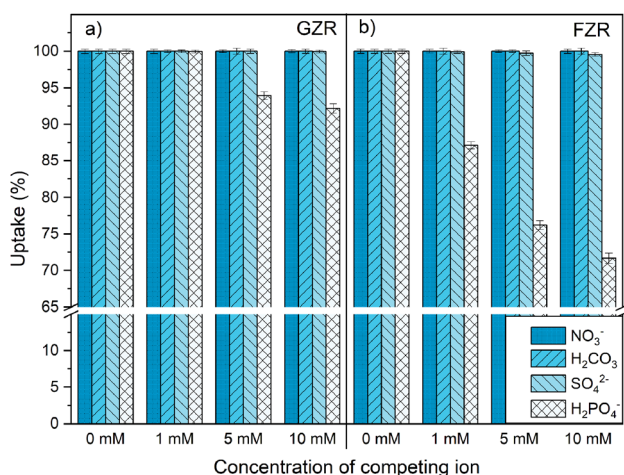 a) GZR b) FZR
100
95
90
85
80
75
70
65
10
5
0
Uptake (%)
NO₃⁻
H₂CO₃
SO₄²⁻
H₂PO₄⁻
0 mM 1 mM 5 mM 10 mM 0 mM 1 mM 5 mM 10 mM
Concentration of competing ion